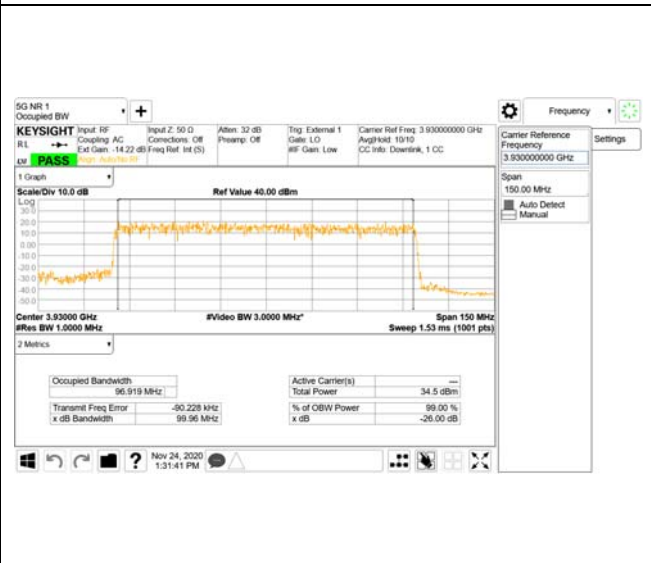 5G NR 1
Occupied BW
Frequency
KEYSIGHT
Input: RF
Input Z: 50 Ω
Atten: 32 dB
Trig: External 1
Carrier Ref Freq: 3.930000000 GHz
Coupling: AC
Corrections: Off
Preamp: Off
Gate: LO
Avg|Hold: 10/10
Ext Gain: -14.22 dB
Freq Ref: Int (S)
#IF Gain: Low
CC Info: Downlink, 1 CC
Align: Auto/No RF
PASS
Carrier Reference
Frequency
3.930000000 GHz
Settings
Span
150.00 MHz
Auto Detect
Manual
1 Graph
Scale/Div 10.0 dB
Ref Value 40.00 dBm
Log
30.0
20.0
10.0
0.00
-10.0
-20.0
-30.0
-40.0
-50.0
Center 3.93000 GHz
#Video BW 3.0000 MHz*
Span 150 MHz
#Res BW 1.0000 MHz
Sweep 1.53 ms (1001 pts)
2 Metrics
Occupied Bandwidth
96.919 MHz
Active Carrier(s)
---
Total Power
34.5 dBm
Transmit Freq Error
-90.228 kHz
% of OBW Power
99.00 %
x dB Bandwidth
99.96 MHz
x dB
-26.00 dB
Nov 24, 2020
1:31:41 PM